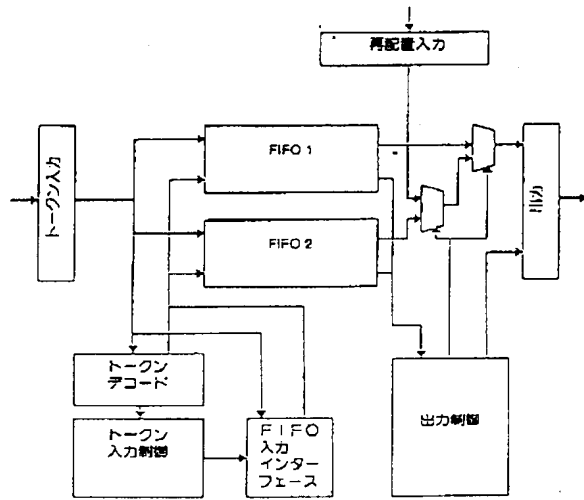 再配置入力
トークン入力
FIFO 1
FIFO 2
出力
トークン
デコード
トークン
入力制御
FIFO
入力
インター
フェース
出力制御